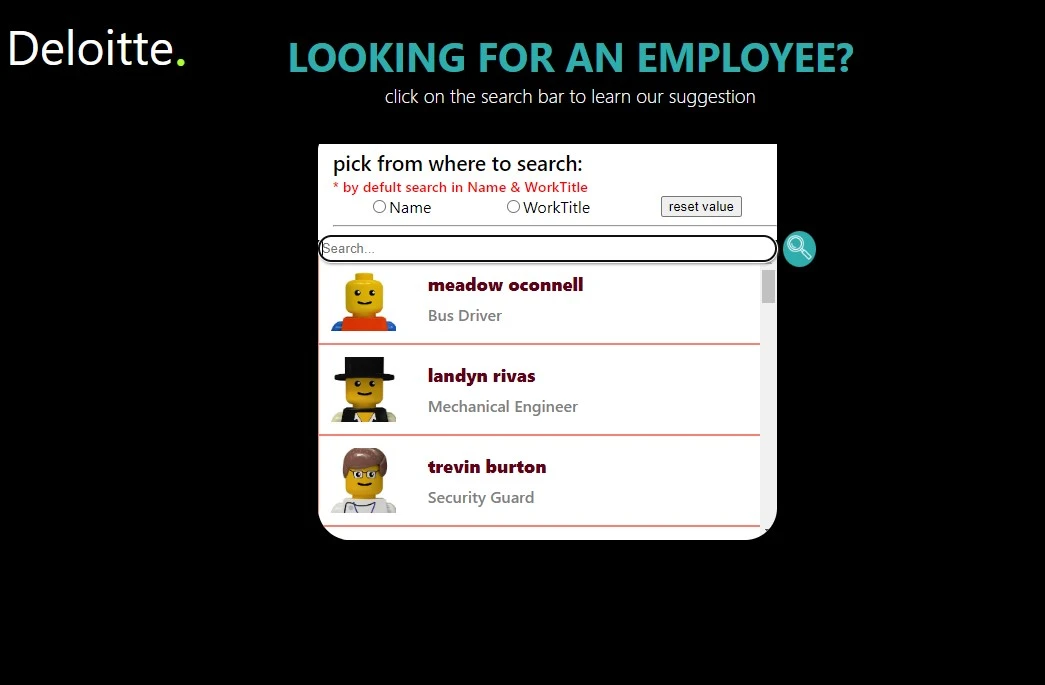 Deloitte.
LOOKING FOR AN EMPLOYEE?
click on the search bar to learn our suggestion
pick from where to search:
* by defult search in Name & WorkTitle
Name WorkTitle reset value
Search...
meadow oconnell
Bus Driver
landyn rivas
Mechanical Engineer
trevin burton
Security Guard